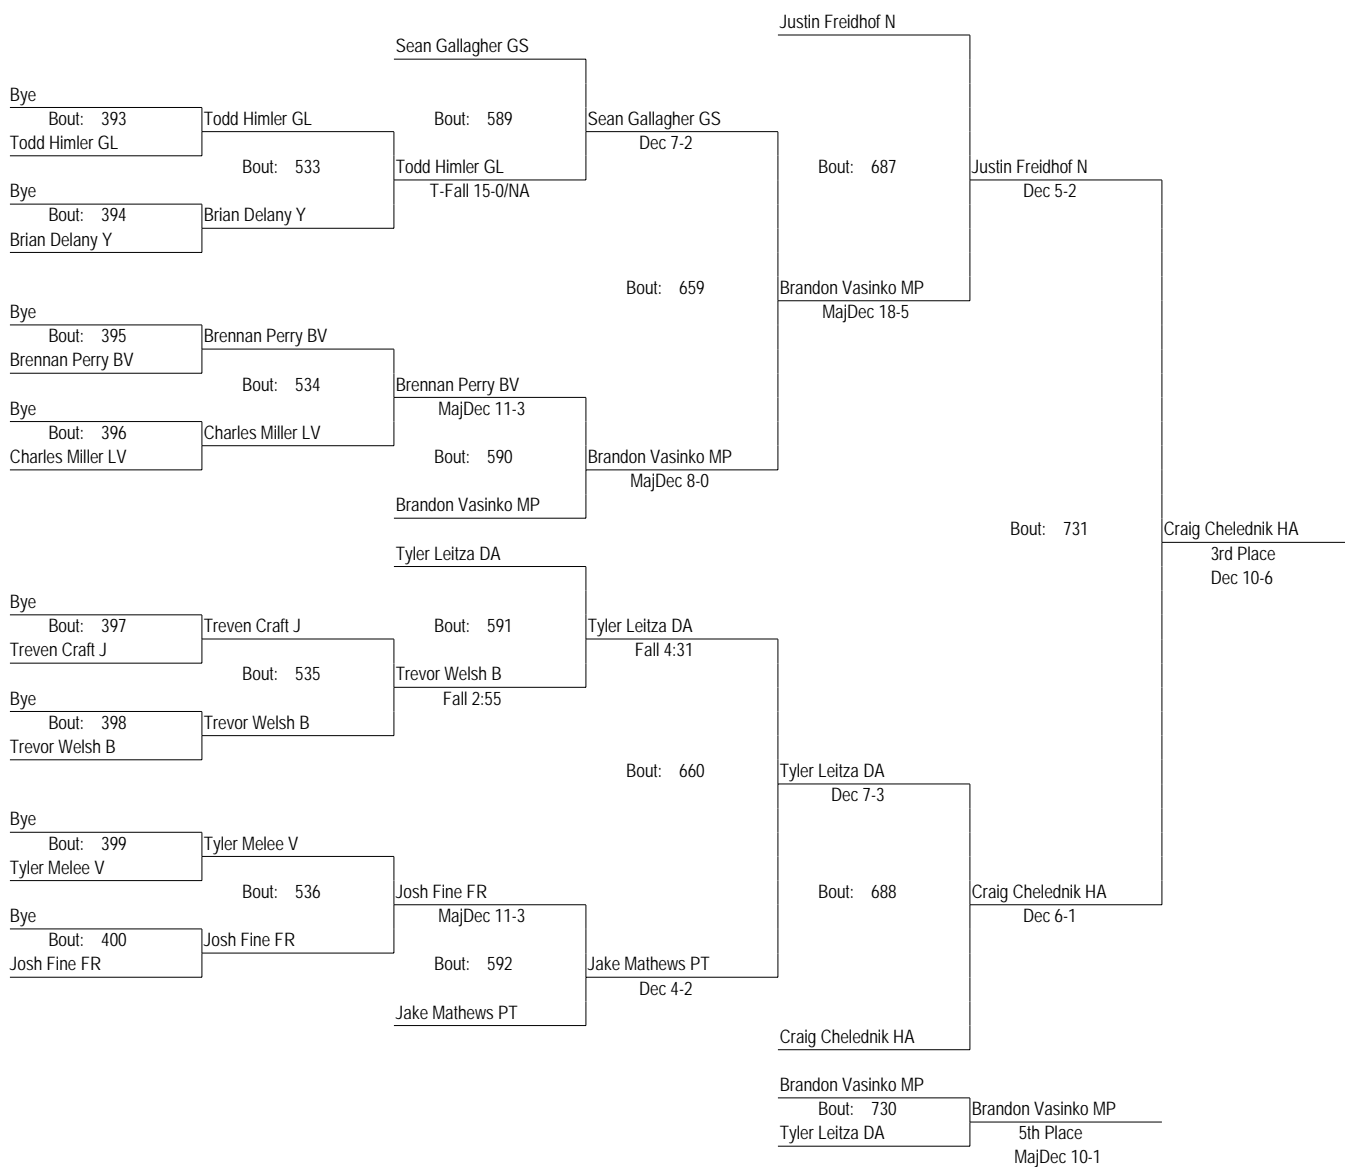 Justin Freidhof N
Sean Gallagher GS
Bye
Bout: 393
Todd Himler GL
Bout: 589
Sean Gallagher GS
Todd Himler GL
Dec 7-2
Bout: 533
Todd Himler GL
Bout: 687
Justin Freidhof N
Bye
T-Fall 15-0/NA
Dec 5-2
Bout: 394
Brian Delany Y
Brian Delany Y
Bout: 659
Brandon Vasinko MP
Bye
MajDec 18-5
Bout: 395
Brennan Perry BV
Brennan Perry BV
Bout: 534
Brennan Perry BV
Bye
MajDec 11-3
Bout: 396
Charles Miller LV
Charles Miller LV
Bout: 590
Brandon Vasinko MP
MajDec 8-0
Brandon Vasinko MP
Bout: 731
Craig Chelednik HA
Tyler Leitza DA
3rd Place
Dec 10-6
Bye
Bout: 397
Treven Craft J
Bout: 591
Tyler Leitza DA
Treven Craft J
Fall 4:31
Bout: 535
Trevor Welsh B
Bye
Fall 2:55
Bout: 398
Trevor Welsh B
Trevor Welsh B
Bout: 660
Tyler Leitza DA
Dec 7-3
Bye
Bout: 399
Tyler Melee V
Tyler Melee V
Bout: 536
Josh Fine FR
Bout: 688
Craig Chelednik HA
Bye
MajDec 11-3
Dec 6-1
Bout: 400
Josh Fine FR
Josh Fine FR
Bout: 592
Jake Mathews PT
Dec 4-2
Jake Mathews PT
Craig Chelednik HA
Brandon Vasinko MP
Bout: 730
Brandon Vasinko MP
Tyler Leitza DA
5th Place
MajDec 10-1